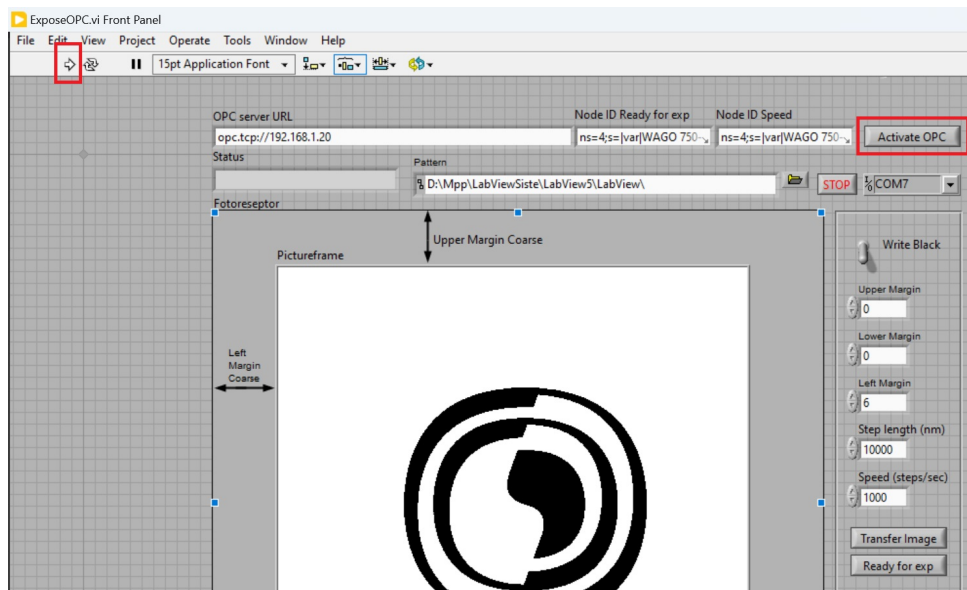 ExposeOPC.vi Front Panel
File Edit View Project Operate Tools Window Help
15pt Application Font
OPC server URL
Node ID Ready for exp
Node ID Speed
opc.tcp://192.168.1.20
ns=4;s=|var|WAGO 750-
ns=4;s=|var|WAGO 750-
Activate OPC
Status
Pattern
D:\Mpp\LabViewSiste\LabView5\LabView\
STOP
COM7
Fotoreseptor
Upper Margin Coarse
Write Black
Pictureframe
Upper Margin
0
Lower Margin
0
Left
Margin
Coarse
Left Margin
6
Step length (nm)
10000
Speed (steps/sec)
1000
Transfer Image
Ready for exp